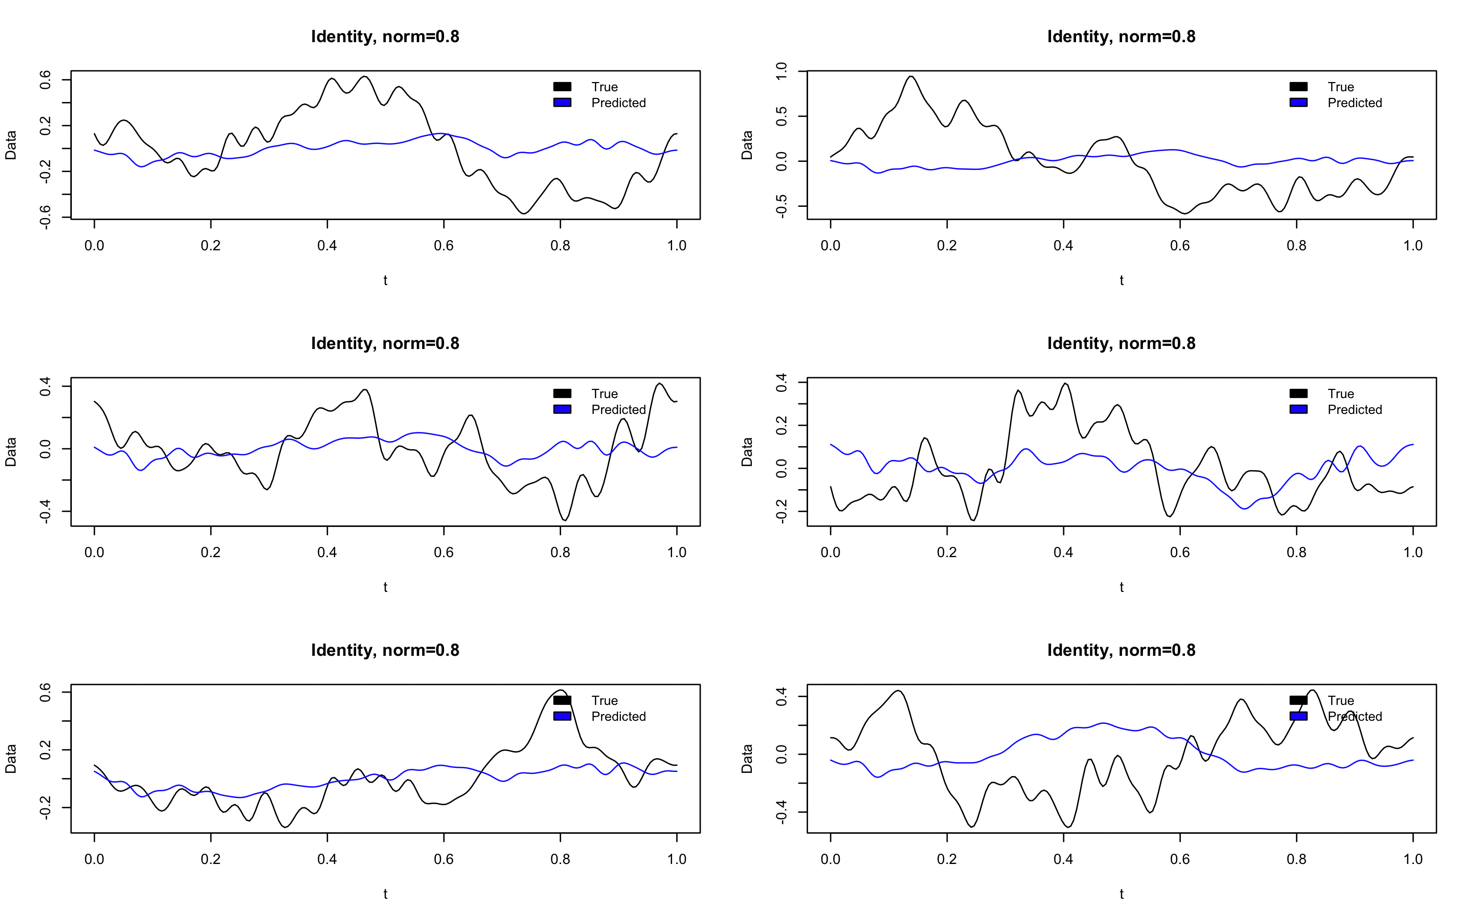 Identity, norm=0.8
Data
0.6
0.2
-0.2
-0.6
True
Predicted
0.0 0.2 0.4 0.6 0.8 1.0
t
Identity, norm=0.8
Data
1.0
0.5
0.0
-0.5
True
Predicted
0.0 0.2 0.4 0.6 0.8 1.0
t
Identity, norm=0.8
Data
0.4
0.0
-0.4
True
Predicted
0.0 0.2 0.4 0.6 0.8 1.0
t
Identity, norm=0.8
Data
0.4
0.2
0.0
-0.2
True
Predicted
0.0 0.2 0.4 0.6 0.8 1.0
t
Identity, norm=0.8
Data
0.6
0.2
-0.2
True
Predicted
0.0 0.2 0.4 0.6 0.8 1.0
t
Identity, norm=0.8
Data
0.4
0.0
-0.4
True
Predicted
0.0 0.2 0.4 0.6 0.8 1.0
t